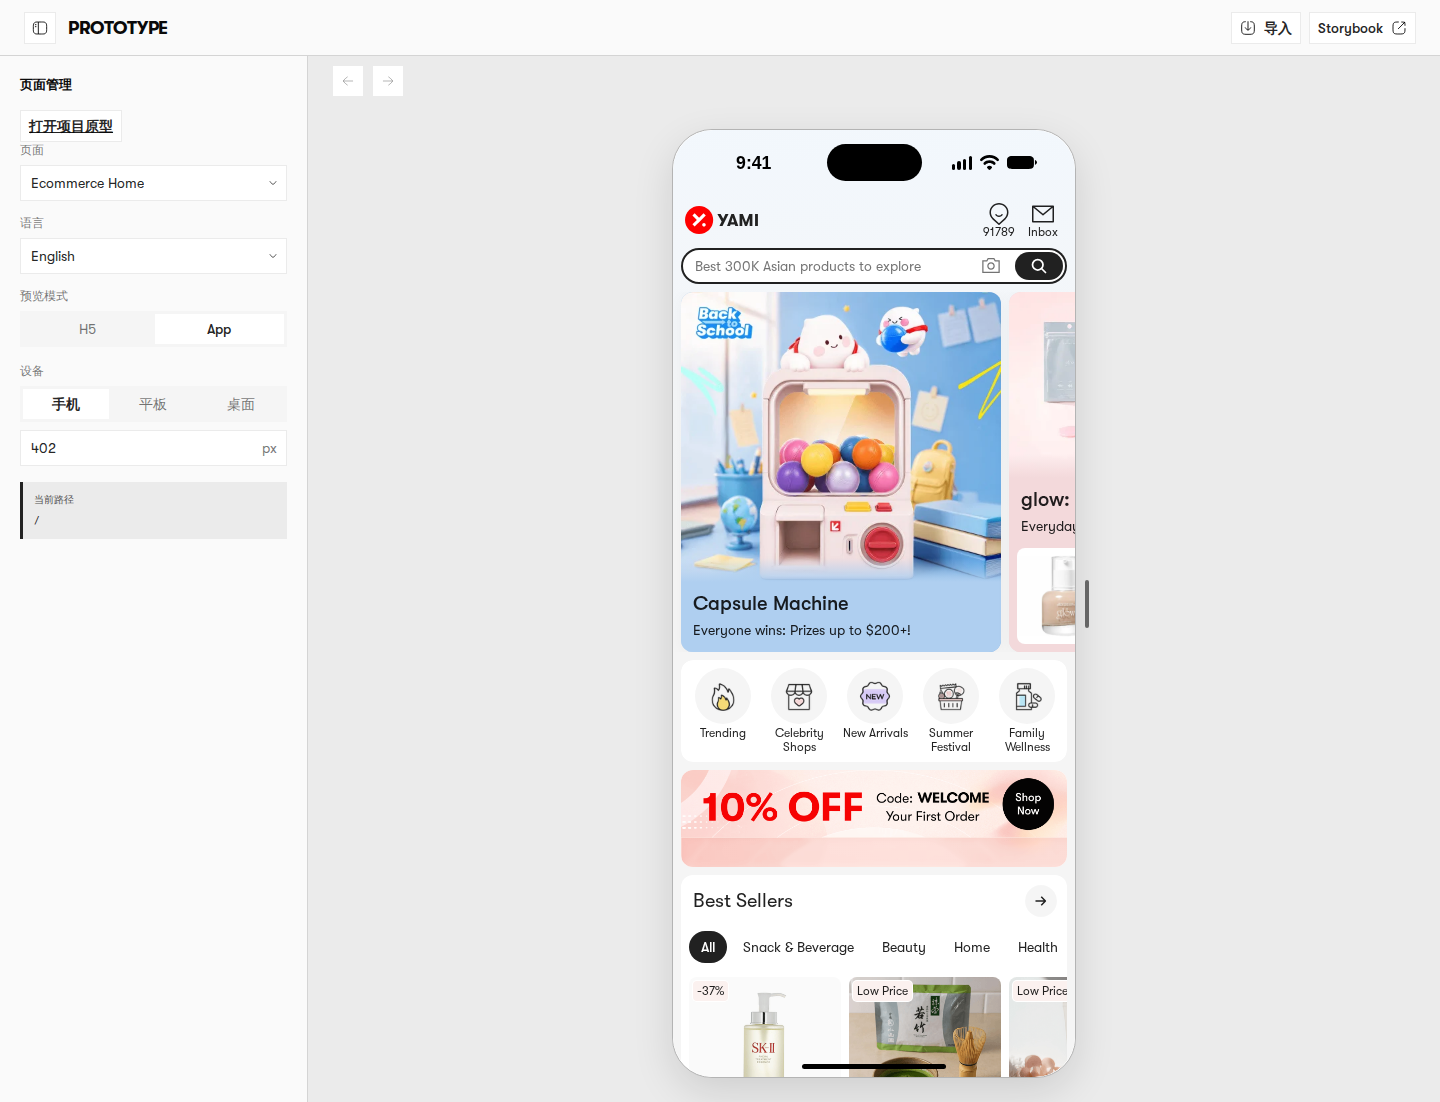 PROTOTYPE
导入
Storybook
页面管理
打开项目原型
页面
Ecommerce Home
语言
English
预览模式
H5
App
设备
手机
平板
桌面
402
px
当前路径
/
9:41
YAMI
91789
Inbox
Best 300K Asian products to explore
Back
to
School
Capsule Machine
Everyone wins: Prizes up to $200+!
glow:
Everyday
Trending
Celebrity
Shops
NEW
New Arrivals
Summer
Festival
Family
Wellness
10% OFF
Code: WELCOME
Your First Order
Shop
Now
Best Sellers
All
Snack & Beverage
Beauty
Home
Health
-37%
SK-II
Low Price
若竹
Low Price